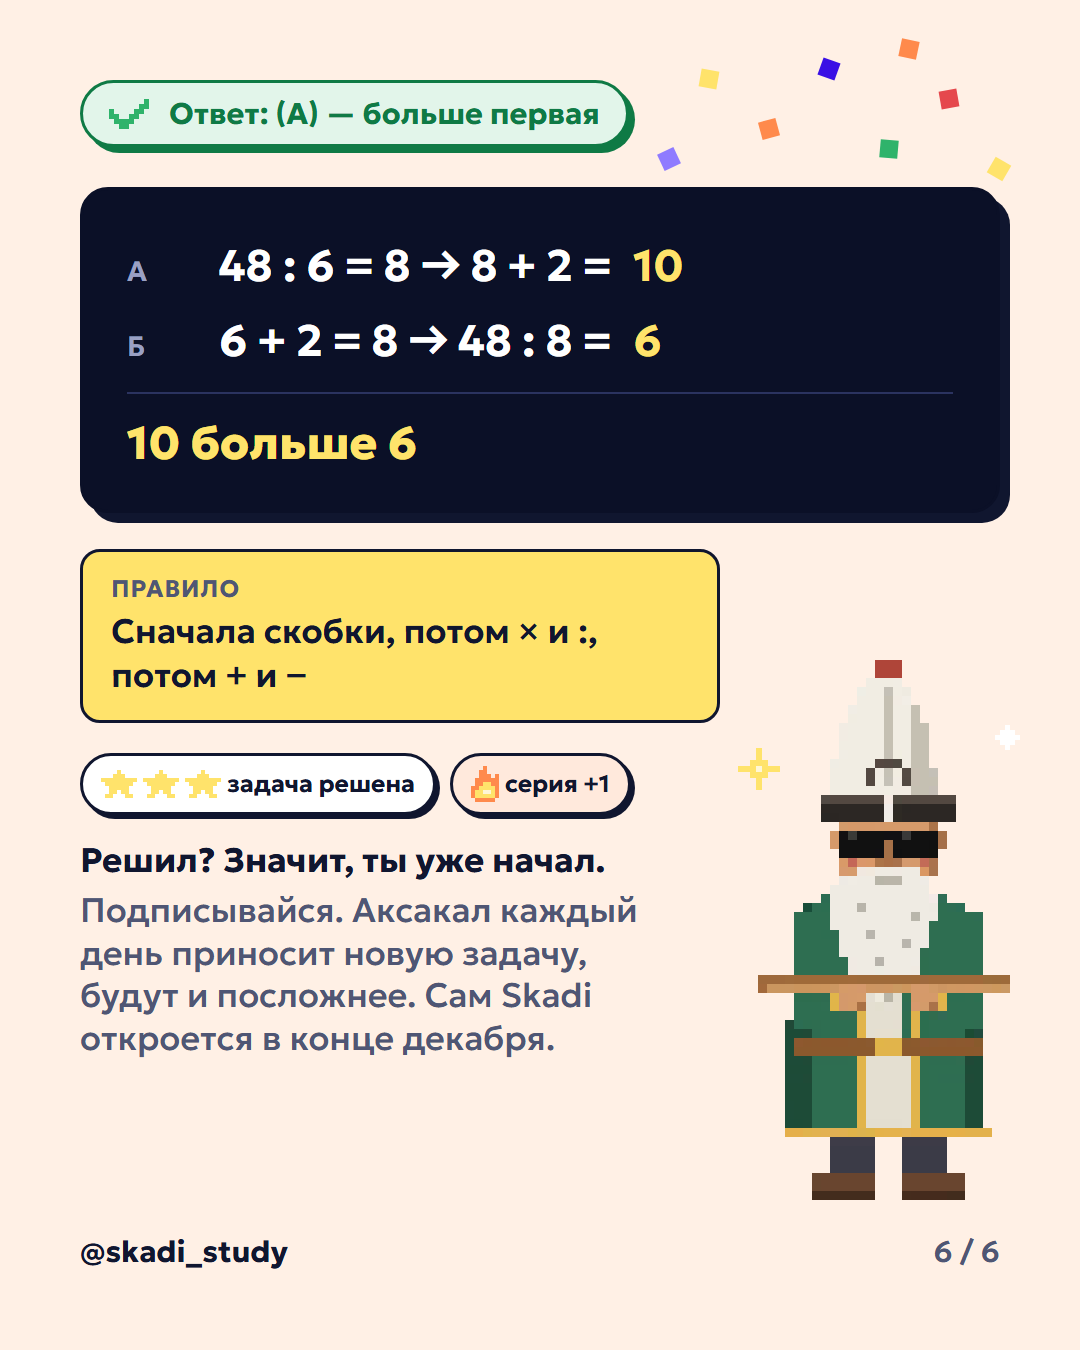 Ответ: (А) — больше первая
А 48 : 6 = 8 → 8 + 2 = 10
Б 6 + 2 = 8 → 48 : 8 = 6
10 больше 6
ПРАВИЛО
Сначала скобки, потом × и :,
потом + и −
задача решена
серия +1
Решил? Значит, ты уже начал.
Подписывайся. Аксакал каждый
день приносит новую задачу,
будут и посложнее. Сам Skadi
откроется в конце декабря.
@skadi_study
6 / 6